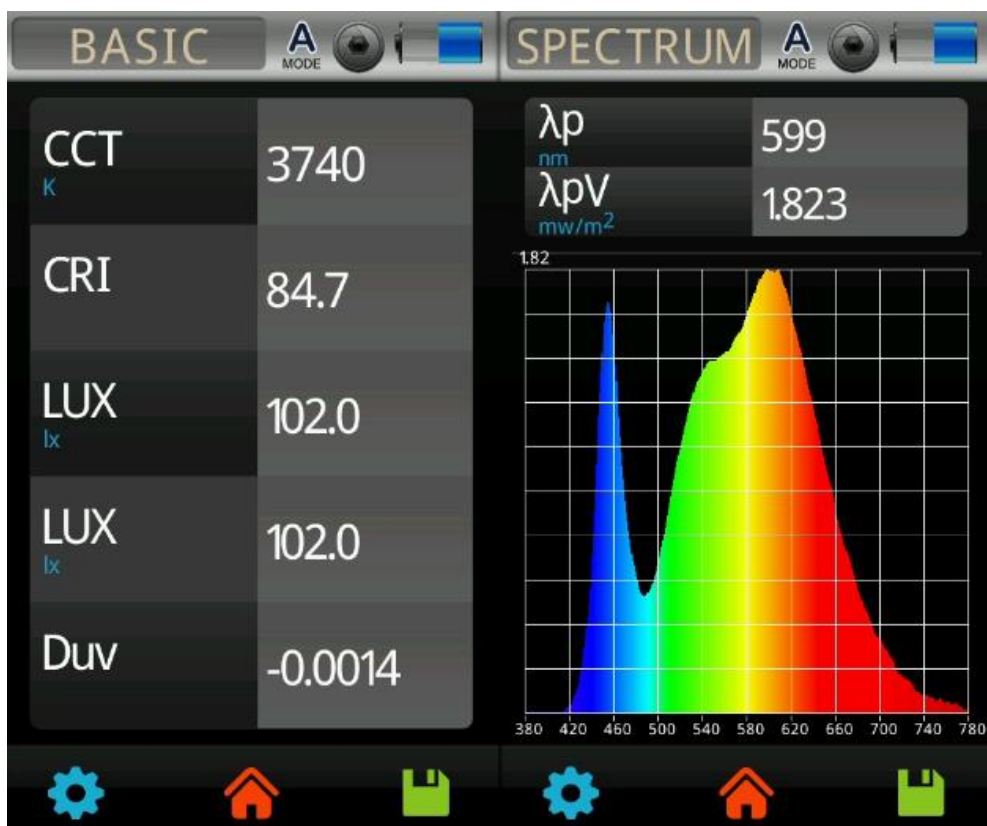 BASIC
A
MODE
CCT
K
3740
CRI
84.7
LUX
lx
102.0
LUX
lx
102.0
Duv
-0.0014
SPECTRUM
A
MODE
λp
nm
599
λpV
mw/m2
1.823
1.82
380 420 460 500 540 580 620 660 700 740 780